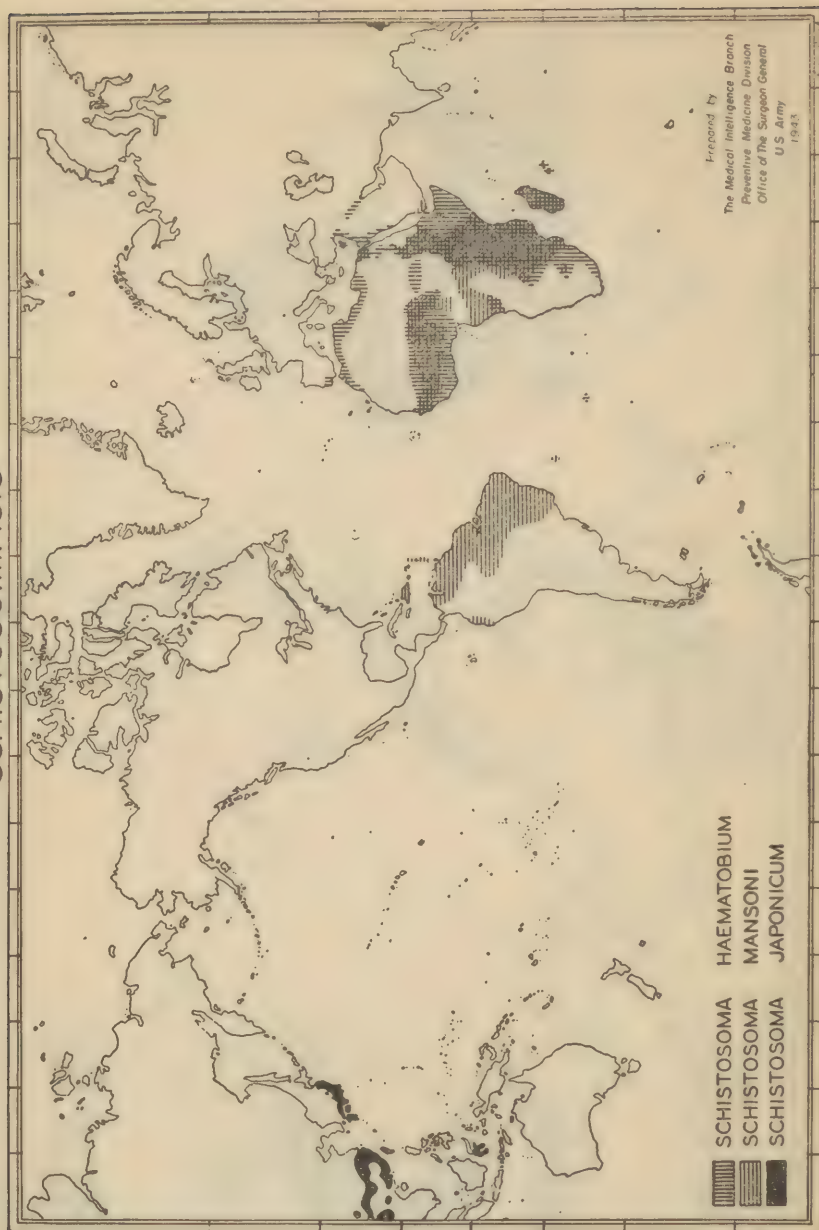 Prepared by
The Medical Intelligence Branch
Preventive Medicine Division
Office of The Surgeon General
US Army
1943
SCHISTOSOMA HAEMATOBIUM
SCHISTOSOMA MANSONI
SCHISTOSOMA JAPONICUM